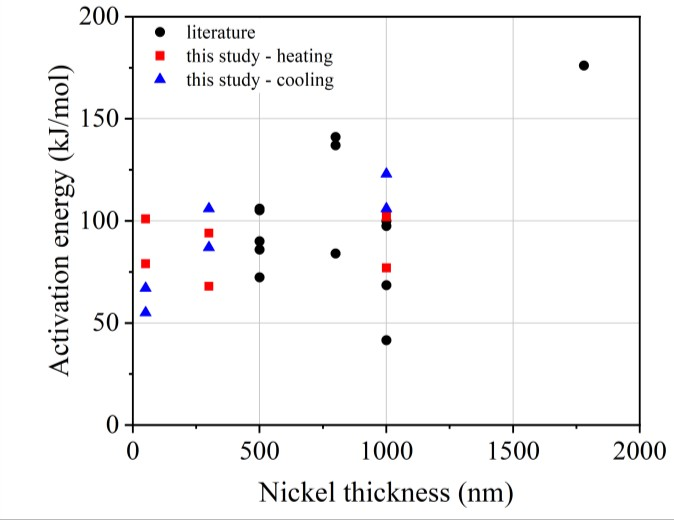 200
literature
this study - heating
this study - cooling
150
100
50
0
0 500 1000 1500 2000
Activation energy (kJ/mol)
Nickel thickness (nm)